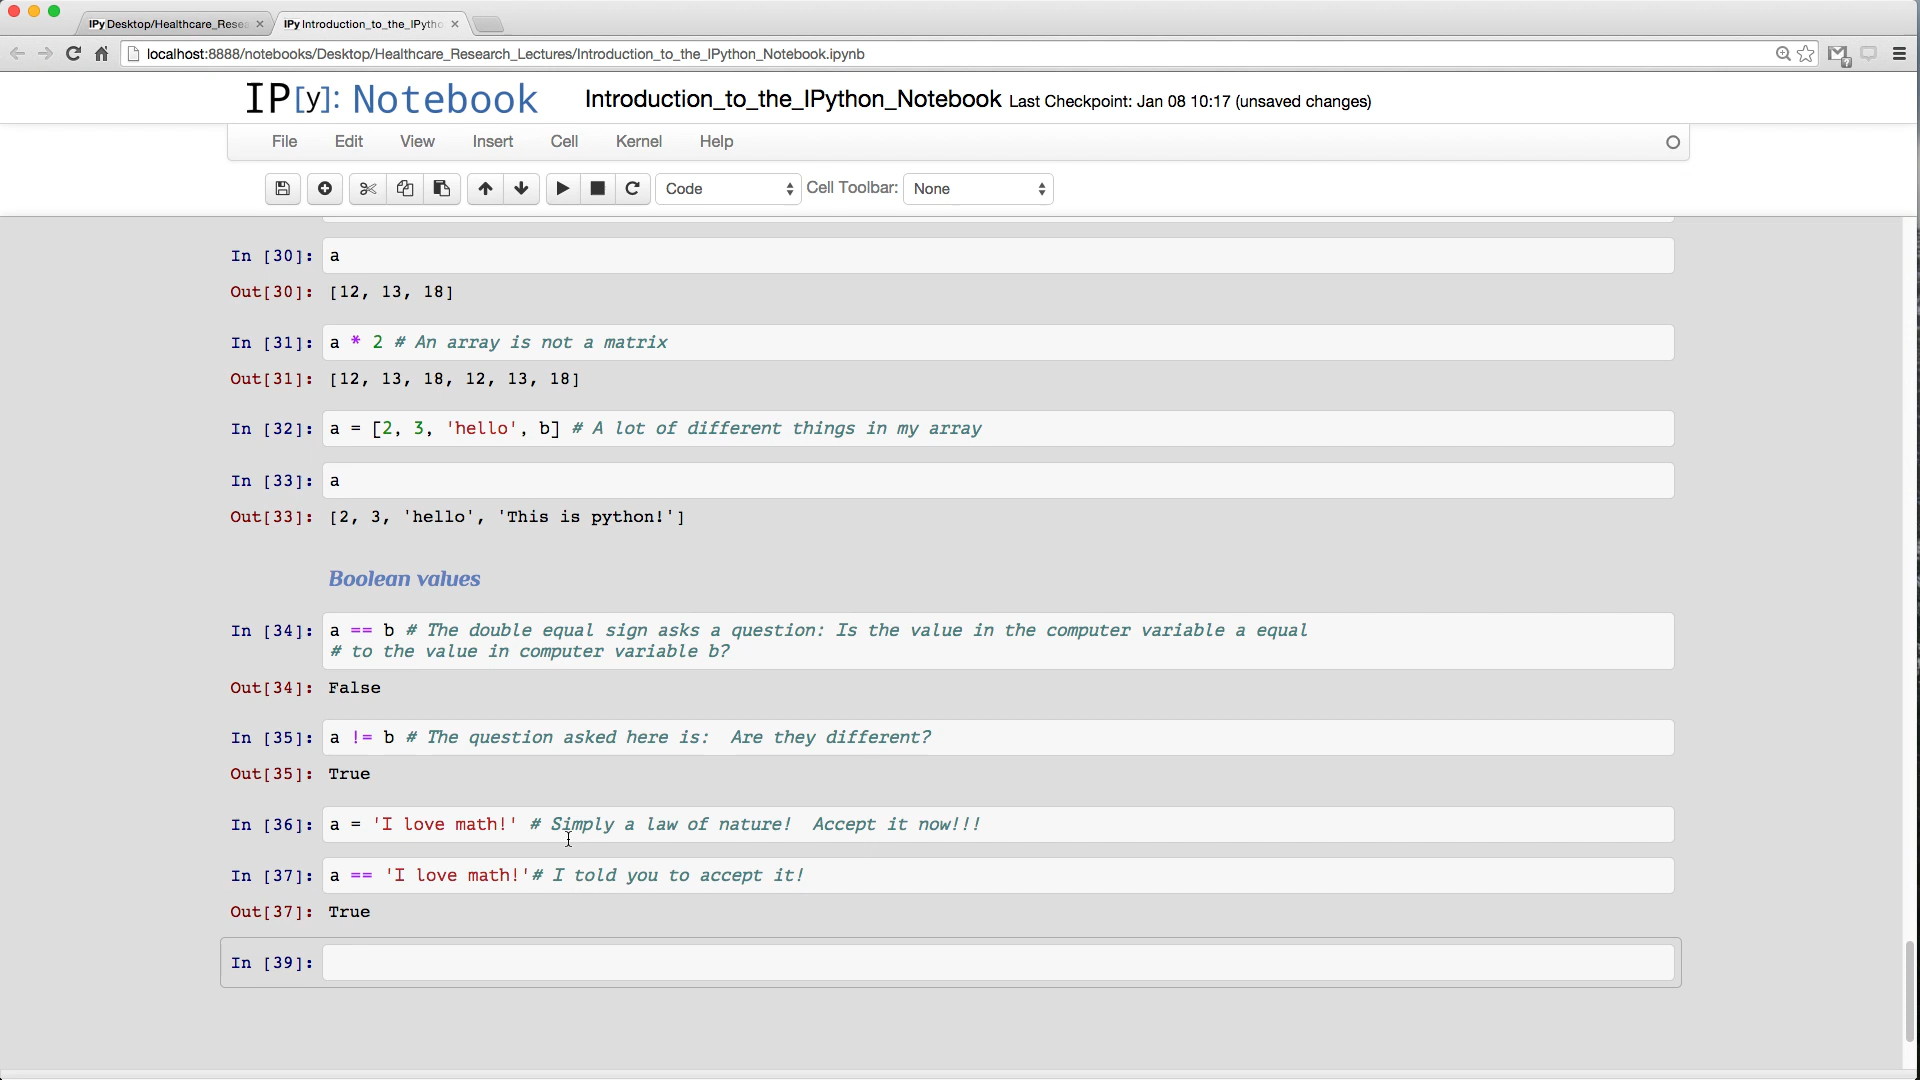 IPy Desktop/Healthcare_Resea
IPy Introduction_to_the_IPytho
localhost:8888/notebooks/Desktop/Healthcare_Research_Lectures/Introduction_to_the_IPython_Notebook.ipynb
IP[y]: Notebook Introduction_to_the_IPython_Notebook Last Checkpoint: Jan 08 10:17 (unsaved changes)
File Edit View Insert Cell Kernel Help
Code Cell Toolbar: None
In [30]: a
Out[30]: [12, 13, 18]
In [31]: a * 2 # An array is not a matrix
Out[31]: [12, 13, 18, 12, 13, 18]
In [32]: a = [2, 3, 'hello', b] # A lot of different things in my array
In [33]: a
Out[33]: [2, 3, 'hello', 'This is python!']
Boolean values
In [34]: a == b # The double equal sign asks a question: Is the value in the computer variable a equal
# to the value in computer variable b?
Out[34]: False
In [35]: a != b # The question asked here is:  Are they different?
Out[35]: True
In [36]: a = 'I love math!' # Simply a law of nature!  Accept it now!!!
In [37]: a == 'I love math!'# I told you to accept it!
Out[37]: True
In [39]: